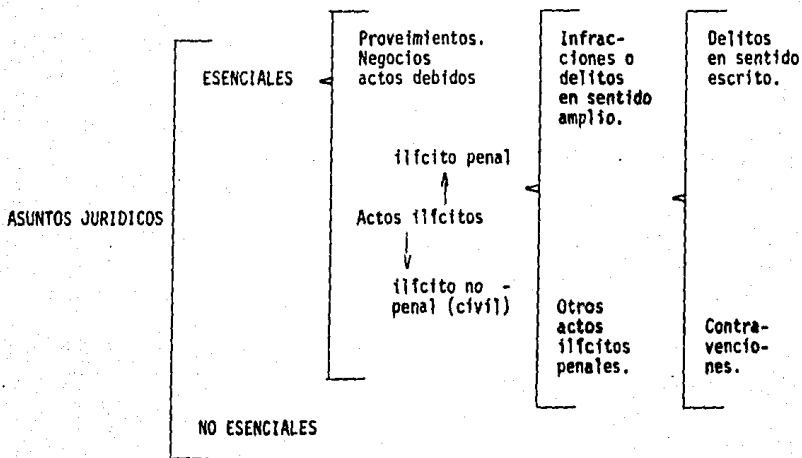 ASUNTOS JURIDICOS
ESENCIALES
NO ESENCIALES
Proveimientos.
Negocios
actos debidos
ilícito penal
Actos ilícitos
ilícito no -
penal (civil)
Infrac-
ciones o
delitos
en sentido
amplio.
Otros
actos
ilícitos
penales.
Delitos
en sentido
escrito.
Contra-
vencio-
nes.